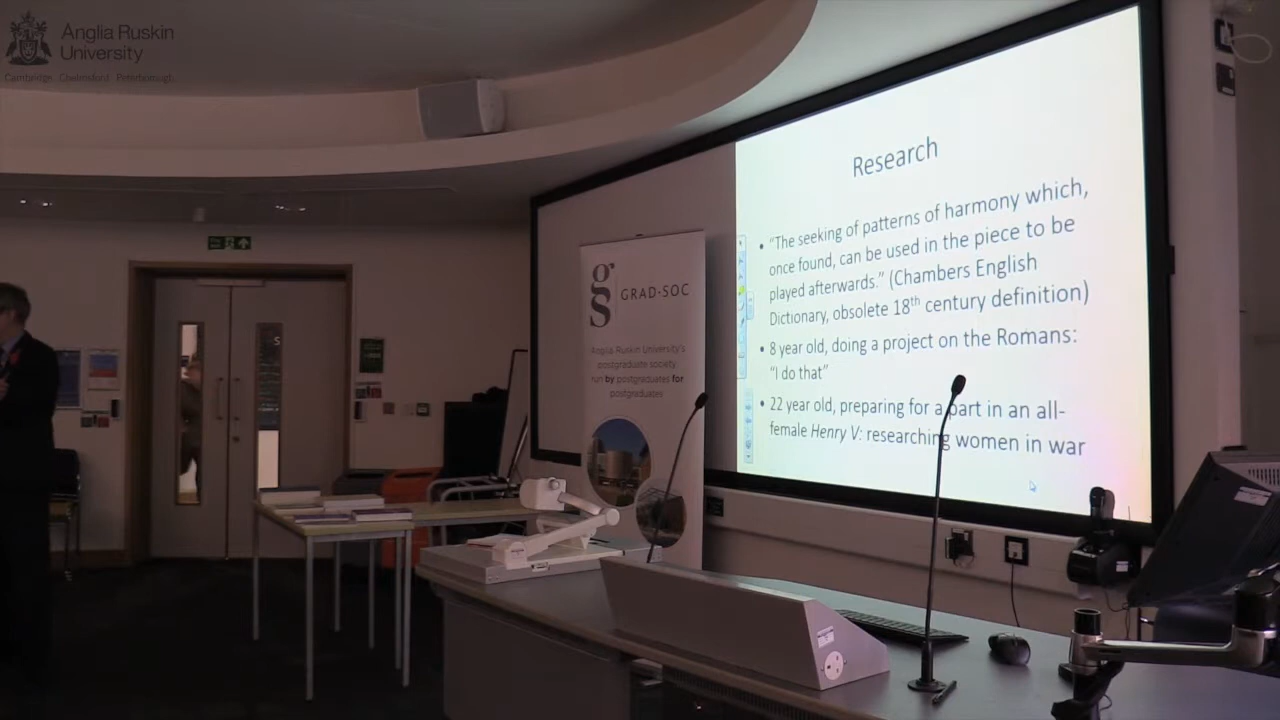 Anglia Ruskin
University
Cambridge Chelmsford Peterborough
Research
• "The seeking of patterns of harmony which,
once found, can be used in the piece to be
played afterwards." (Chambers English
Dictionary, obsolete 18th century definition)
• 8 year old, doing a project on the Romans:
"I do that"
• 22 year old, preparing for a part in an all-
female Henry V: researching women in war
gs
GRAD-SOC
Anglia Ruskin University's
postgraduate society
run by postgraduates for
postgraduates